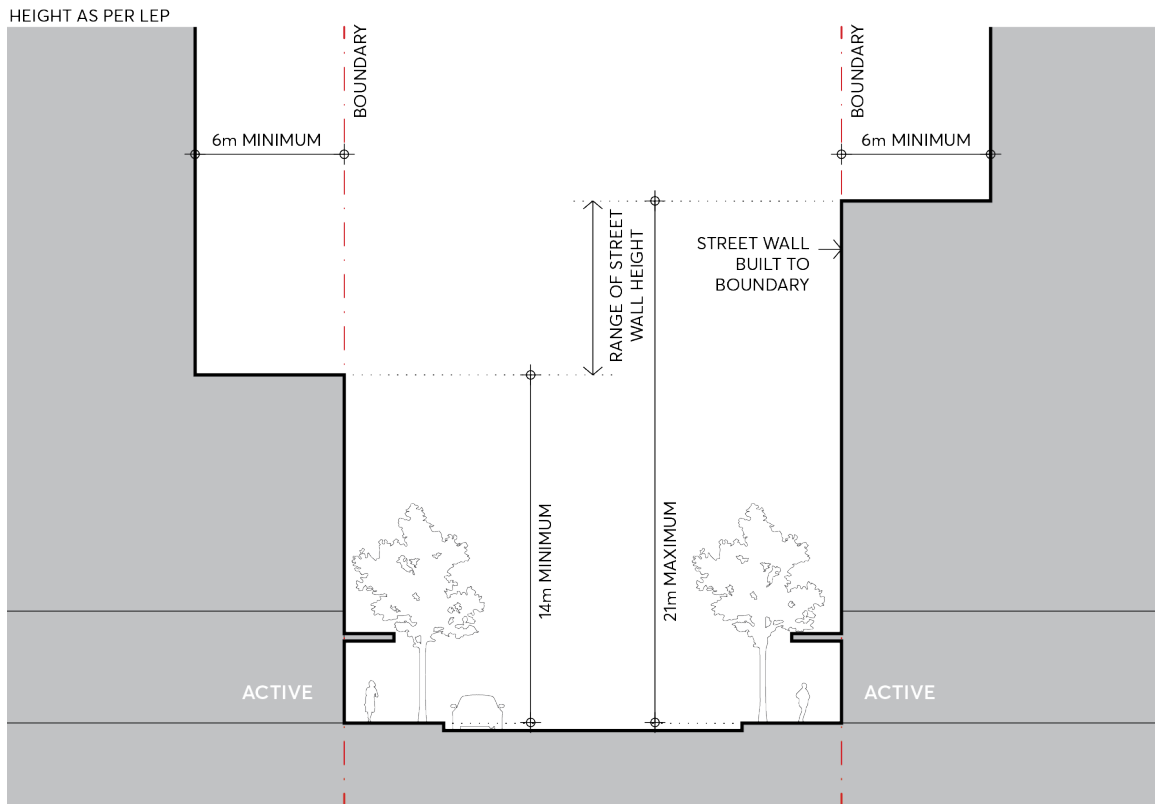 HEIGHT AS PER LEP
BOUNDARY
BOUNDARY
6m MINIMUM
6m MINIMUM
RANGE OF STREET
WALL HEIGHT
STREET WALL
BUILT TO
BOUNDARY
14m MINIMUM
21m MAXIMUM
ACTIVE
ACTIVE